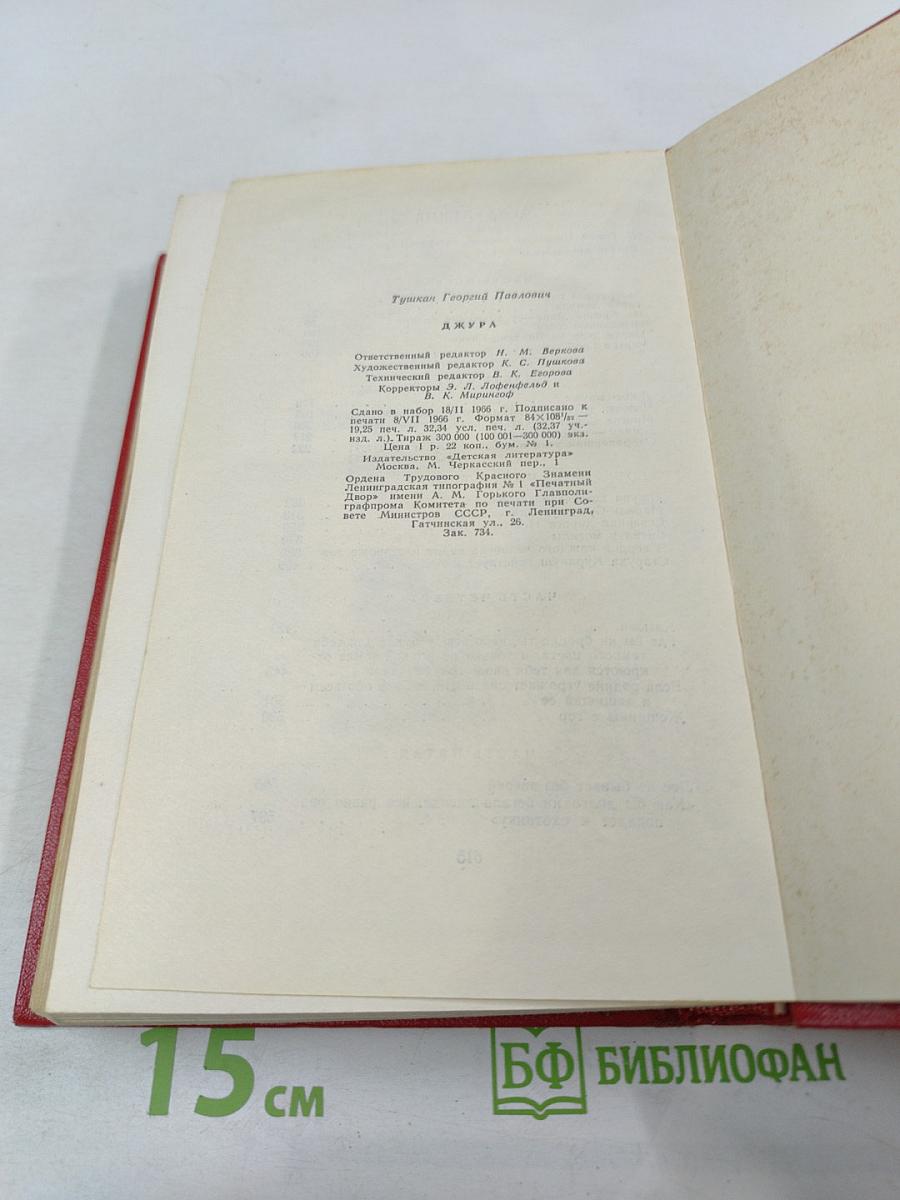 Тушкан Георгий Павлович
ДЖУРА
Ответственный редактор Н. М. Веркова
Художественный редактор К. С. Пушкова
Технический редактор В. К. Егорова
Корректоры Э. Л. Лофенфельд и
В. К. Мирингоф
Сдано в набор 18/II 1966 г. Подписано к
печати 8/VII 1966 г. Формат 84×108¹/₃₂ —
19,25 печ. л. 32,34 усл. печ. л. (32,37 уч.-
изд. л.). Тираж 300 000 (100 001—300 000) экз.
Цена 1 р. 22 коп., бум. № 1.
Издательство «Детская литература»
Москва, М. Черкасский пер., 1
Ордена Трудового Красного Знамени
Ленинградская типография № 1 «Печатный
Двор» имени А. М. Горького Главполи-
графпрома Комитета по печати при Со-
вете Министров СССР, г. Ленинград,
Гатчинская ул., 26.
Зак. 734.
15 см
БФ БИБЛИОФАН